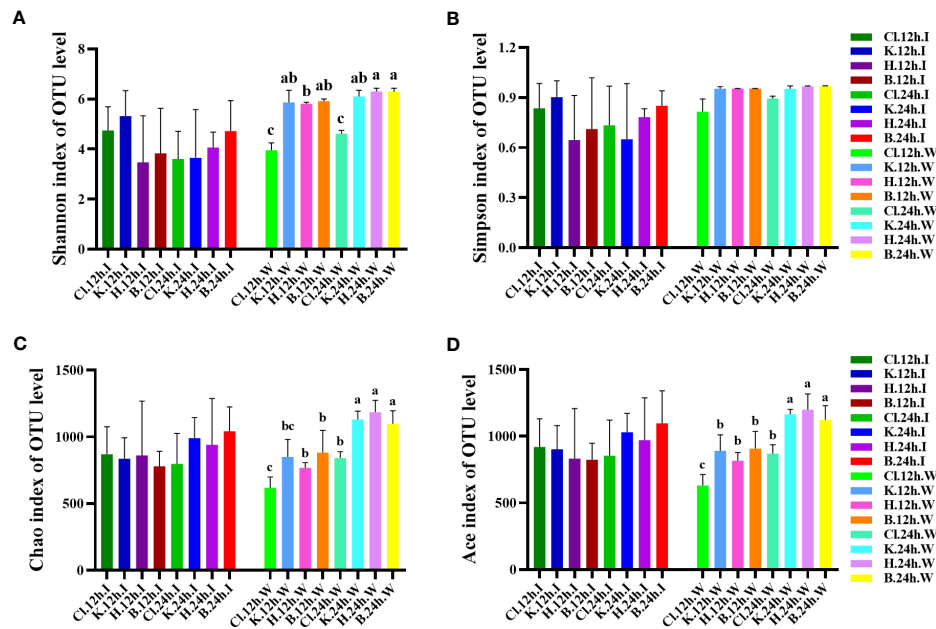 A
Shannon index of OTU level
8
6
4
2
0
c
ab
b
ab
c
ab
a
a
Cl.12h.I
K.12h.I
H.12h.I
B.12h.I
Cl.24h.I
K.24h.I
H.24h.I
B.24h.I
Cl.12h.W
K.12h.W
H.12h.W
B.12h.W
Cl.24h.W
K.24h.W
H.24h.W
B.24h.W
B
Simpson index of OTU level
1.2
0.9
0.6
0.3
0.0
Cl.12h.I
K.12h.I
H.12h.I
B.12h.I
Cl.24h.I
K.24h.I
H.24h.I
B.24h.I
Cl.12h.W
K.12h.W
H.12h.W
B.12h.W
Cl.24h.W
K.24h.W
H.24h.W
B.24h.W
Cl.12h.I
K.12h.I
H.12h.I
B.12h.I
Cl.24h.I
K.24h.I
H.24h.I
B.24h.I
Cl.12h.W
K.12h.W
H.12h.W
B.12h.W
Cl.24h.W
K.24h.W
H.24h.W
B.24h.W
C
Chao index of OTU level
1500
1000
500
0
c
bc
b
b
b
a
a
a
Cl.12h.I
K.12h.I
H.12h.I
B.12h.I
Cl.24h.I
K.24h.I
H.24h.I
B.24h.I
Cl.12h.W
K.12h.W
H.12h.W
B.12h.W
Cl.24h.W
K.24h.W
H.24h.W
B.24h.W
D
Ace index of OTU level
1500
1000
500
0
c
b
b
b
b
a
a
a
Cl.12h.I
K.12h.I
H.12h.I
B.12h.I
Cl.24h.I
K.24h.I
H.24h.I
B.24h.I
Cl.12h.W
K.12h.W
H.12h.W
B.12h.W
Cl.24h.W
K.24h.W
H.24h.W
B.24h.W
Cl.12h.I
K.12h.I
H.12h.I
B.12h.I
Cl.24h.I
K.24h.I
H.24h.I
B.24h.I
Cl.12h.W
K.12h.W
H.12h.W
B.12h.W
Cl.24h.W
K.24h.W
H.24h.W
B.24h.W